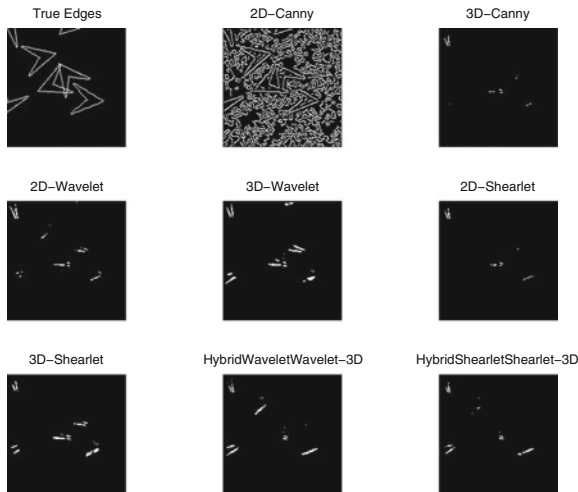 True Edges
2D−Canny
3D−Canny
2D−Wavelet
3D−Wavelet
2D−Shearlet
3D−Shearlet
HybridWaveletWavelet−3D
HybridShearletShearlet−3D